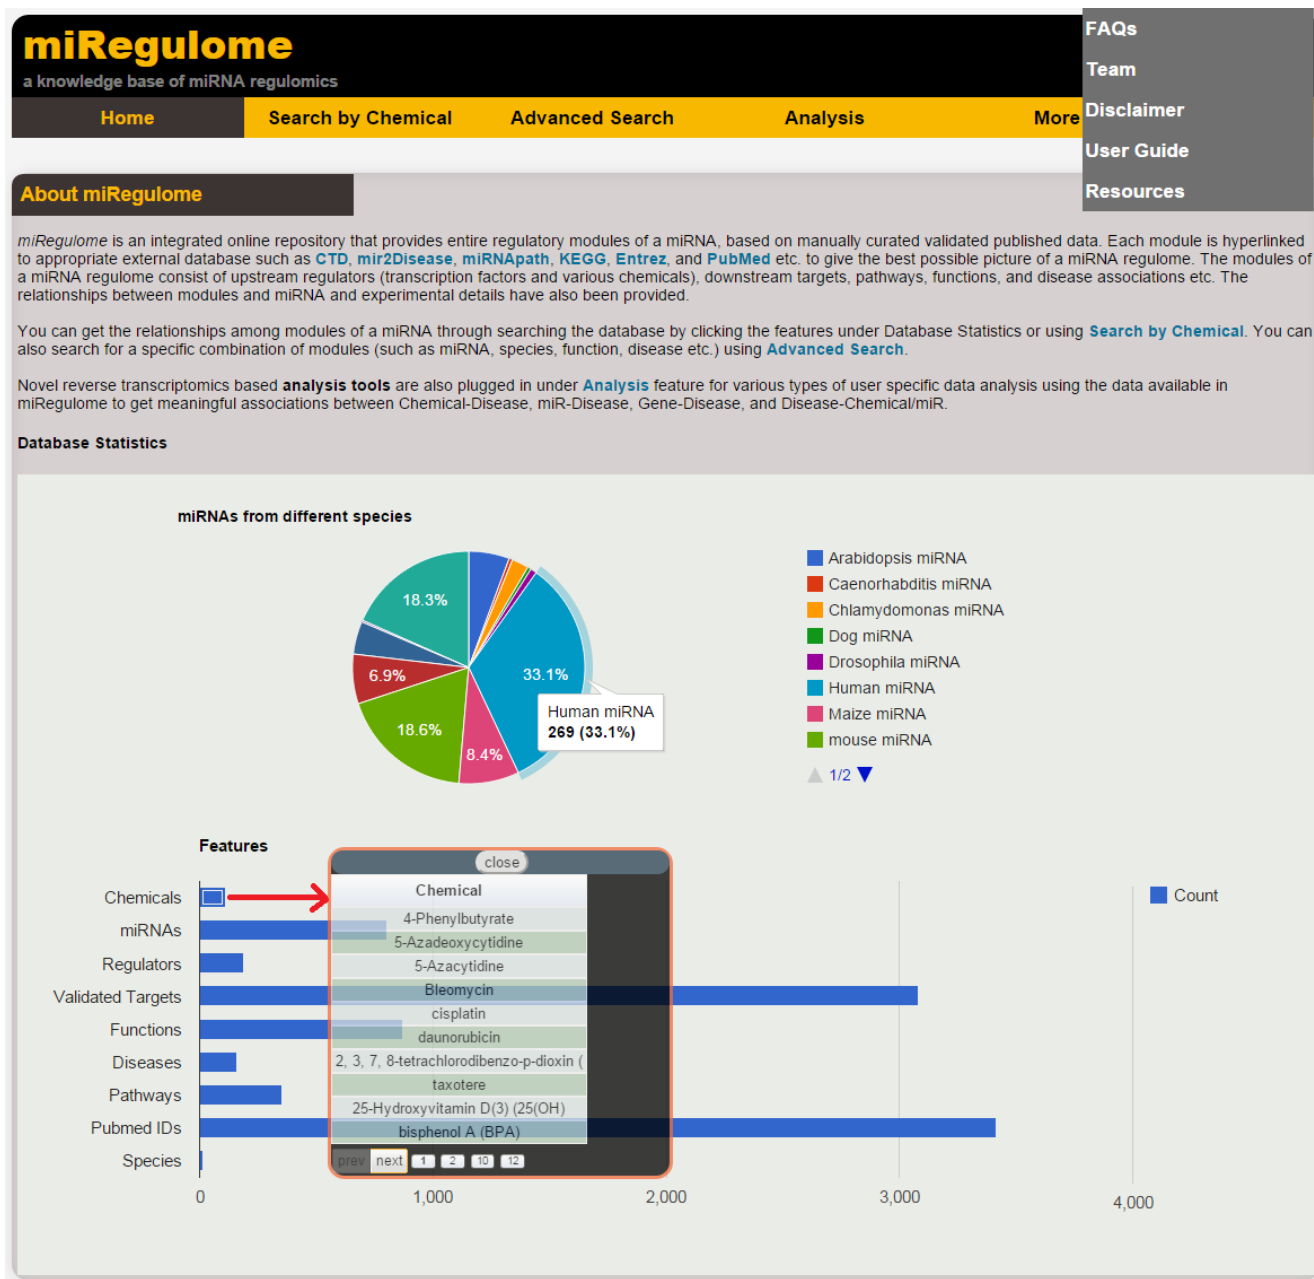 miRegulome
a knowledge base of miRNA regulomics
FAQs
Team
Disclaimer
User Guide
Resources
Home Search by Chemical Advanced Search Analysis More
About miRegulome
miRegulome is an integrated online repository that provides entire regulatory modules of a miRNA, based on manually curated validated published data. Each module is hyperlinked
to appropriate external database such as CTD, mir2Disease, miRNApath, KEGG, Entrez, and PubMed etc. to give the best possible picture of a miRNA regulome. The modules of
a miRNA regulome consist of upstream regulators (transcription factors and various chemicals), downstream targets, pathways, functions, and disease associations etc. The
relationships between modules and miRNA and experimental details have also been provided.
You can get the relationships among modules of a miRNA through searching the database by clicking the features under Database Statistics or using Search by Chemical. You can
also search for a specific combination of modules (such as miRNA, species, function, disease etc.) using Advanced Search.
Novel reverse transcriptomics based analysis tools are also plugged in under Analysis feature for various types of user specific data analysis using the data available in
miRegulome to get meaningful associations between Chemical-Disease, miR-Disease, Gene-Disease, and Disease-Chemical/miR.
Database Statistics
miRNAs from different species
18.3%
6.9%
18.6%
8.4%
33.1%
Human miRNA
269 (33.1%)
Arabidopsis miRNA
Caenorhabditis miRNA
Chlamydomonas miRNA
Dog miRNA
Drosophila miRNA
Human miRNA
Maize miRNA
mouse miRNA
1/2
Features
Chemicals
miRNAs
Regulators
Validated Targets
Functions
Diseases
Pathways
Pubmed IDs
Species
close
Chemical
4-Phenylbutyrate
5-Azadeoxycytidine
5-Azacytidine
Bleomycin
cisplatin
daunorubicin
2, 3, 7, 8-tetrachlorodibenzo-p-dioxin (
taxotere
25-Hydroxyvitamin D(3) (25(OH)
bisphenol A (BPA)
prev next 1 2 10 12
Count
0 1,000 2,000 3,000 4,000